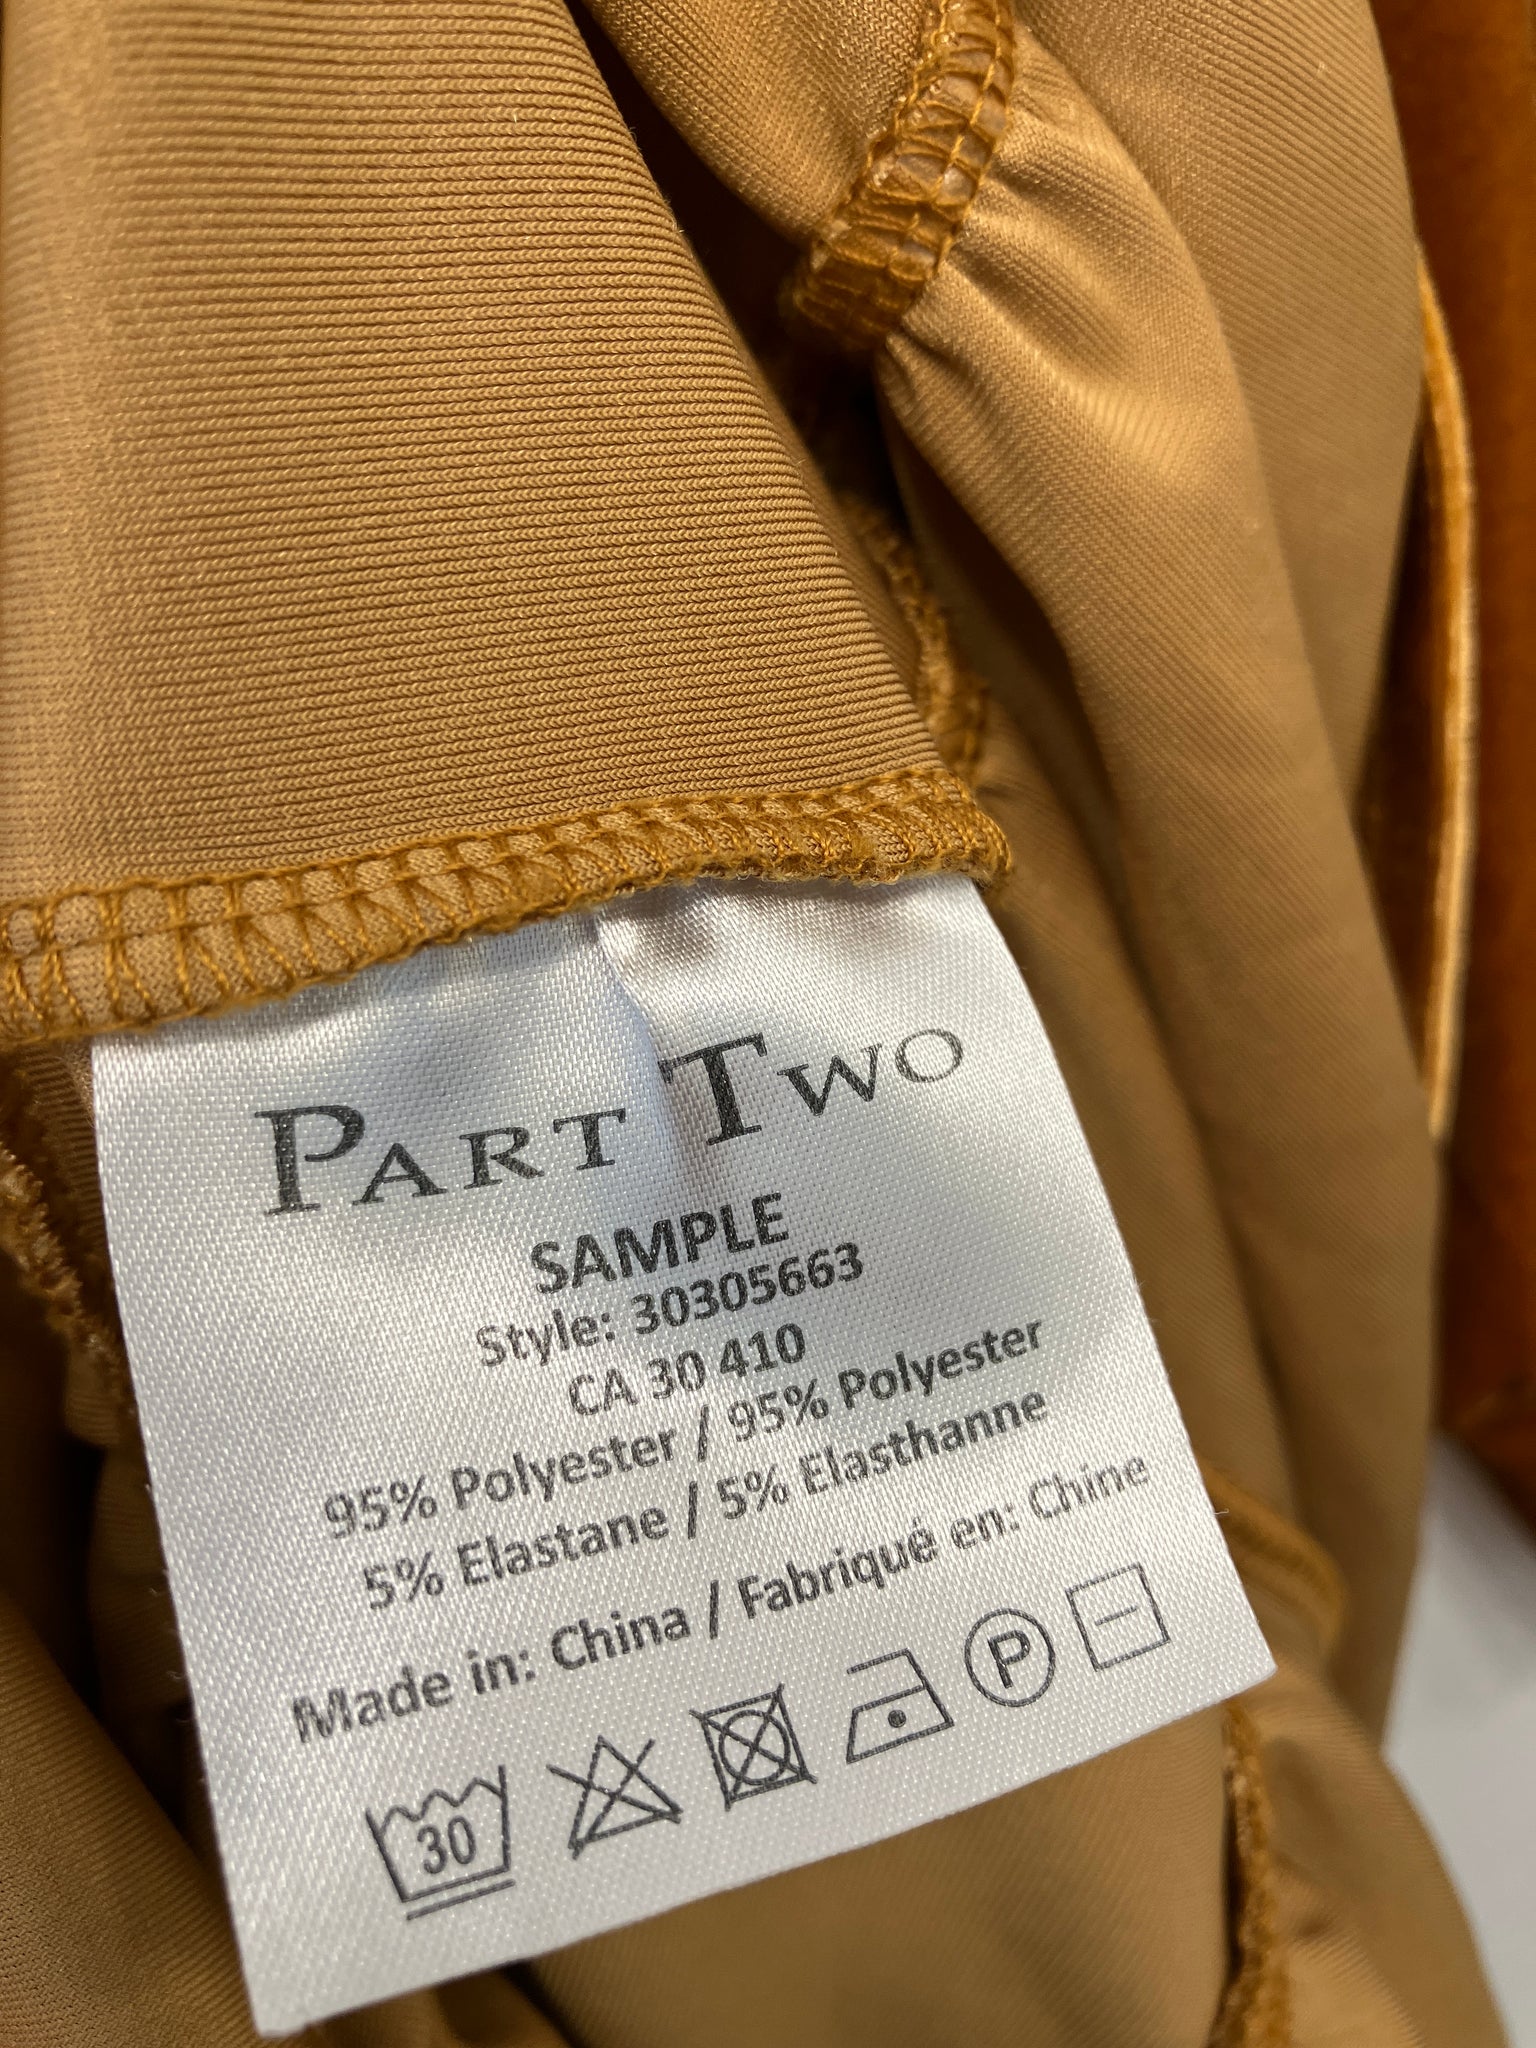 PART TWO
SAMPLE
Style: 30305663
CA 30 410
95% Polyester / 95% Polyester
5% Elastane / 5% Elasthanne
Made in: China / Fabriqué en: Chine
30 P